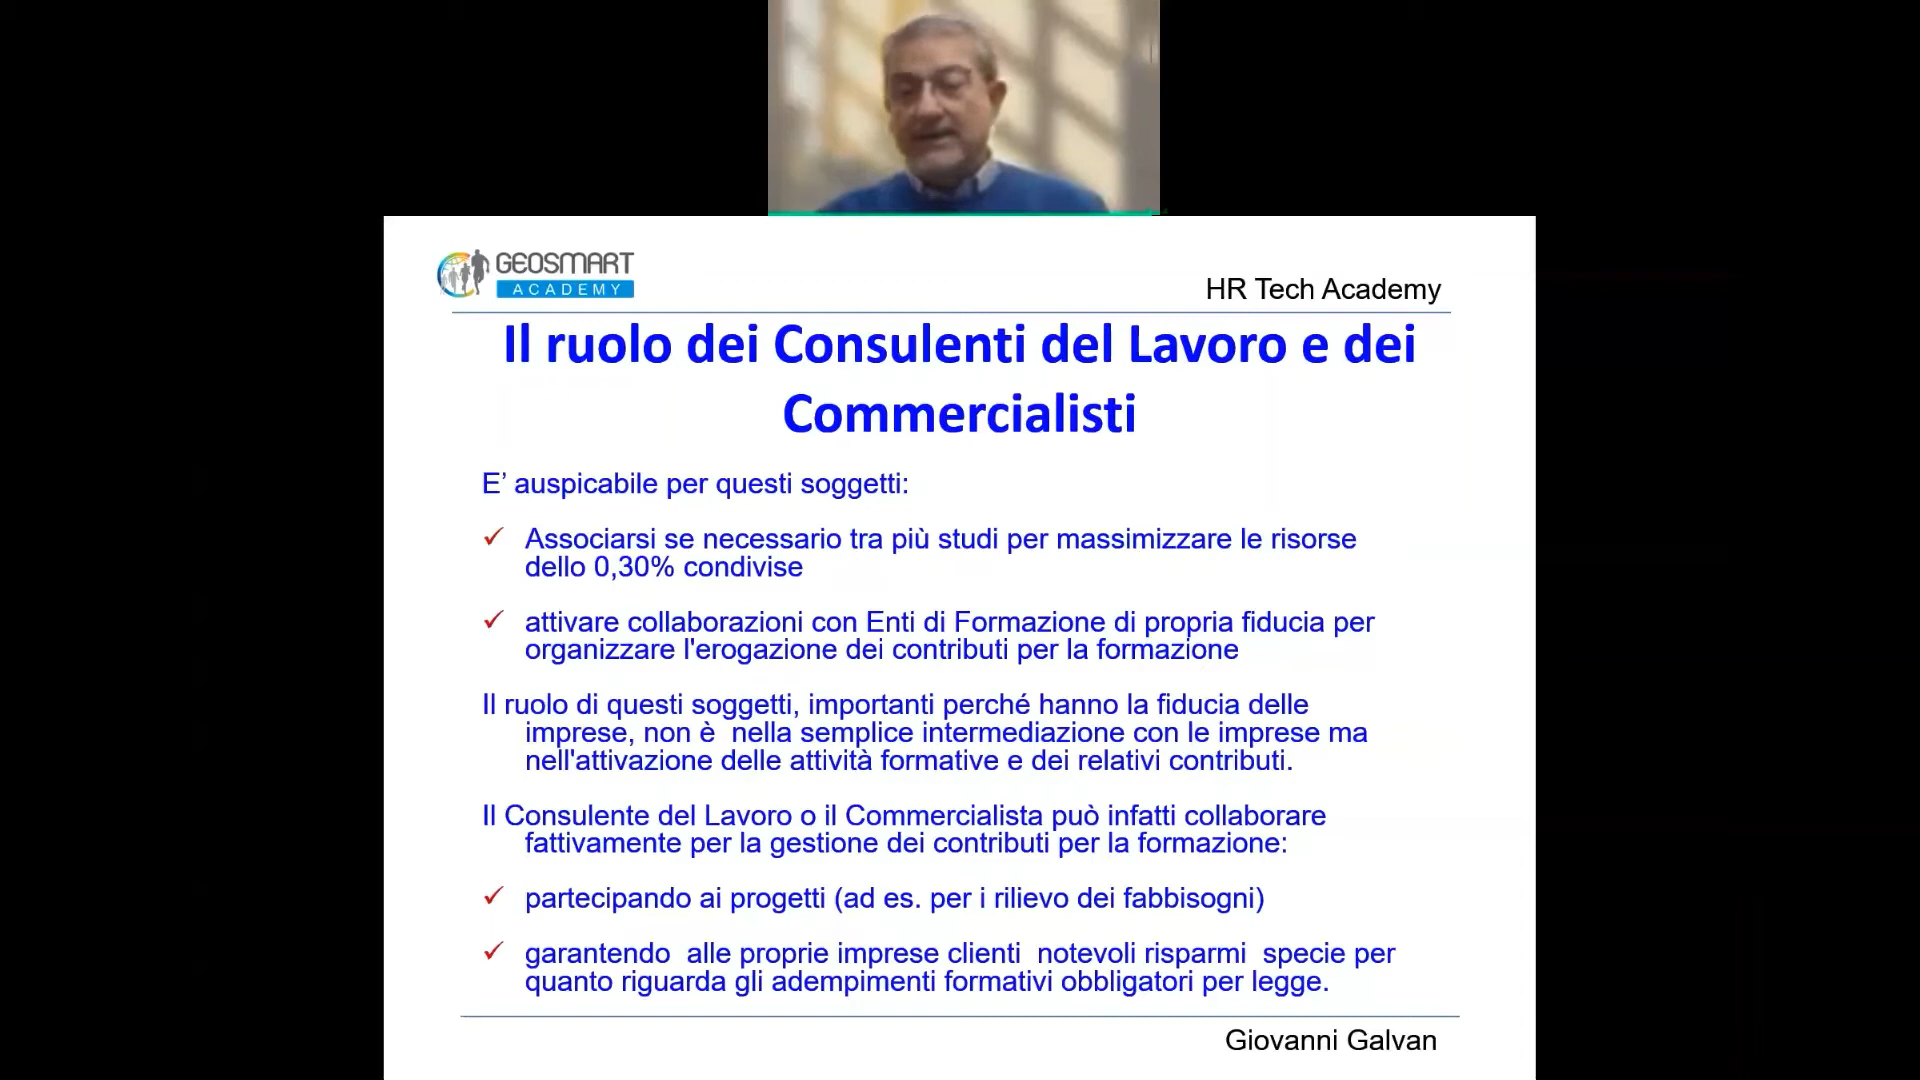 GEOSMART
ACADEMY
HR Tech Academy
Il ruolo dei Consulenti del Lavoro e dei
Commercialisti
E’ auspicabile per questi soggetti:
✓ Associarsi se necessario tra più studi per massimizzare le risorse
dello 0,30% condivise
✓ attivare collaborazioni con Enti di Formazione di propria fiducia per
organizzare l'erogazione dei contributi per la formazione
Il ruolo di questi soggetti, importanti perché hanno la fiducia delle
imprese, non è  nella semplice intermediazione con le imprese ma
nell'attivazione delle attività formative e dei relativi contributi.
Il Consulente del Lavoro o il Commercialista può infatti collaborare
fattivamente per la gestione dei contributi per la formazione:
✓ partecipando ai progetti (ad es. per i rilievo dei fabbisogni)
✓ garantendo  alle proprie imprese clienti  notevoli risparmi  specie per
quanto riguarda gli adempimenti formativi obbligatori per legge.
Giovanni Galvan